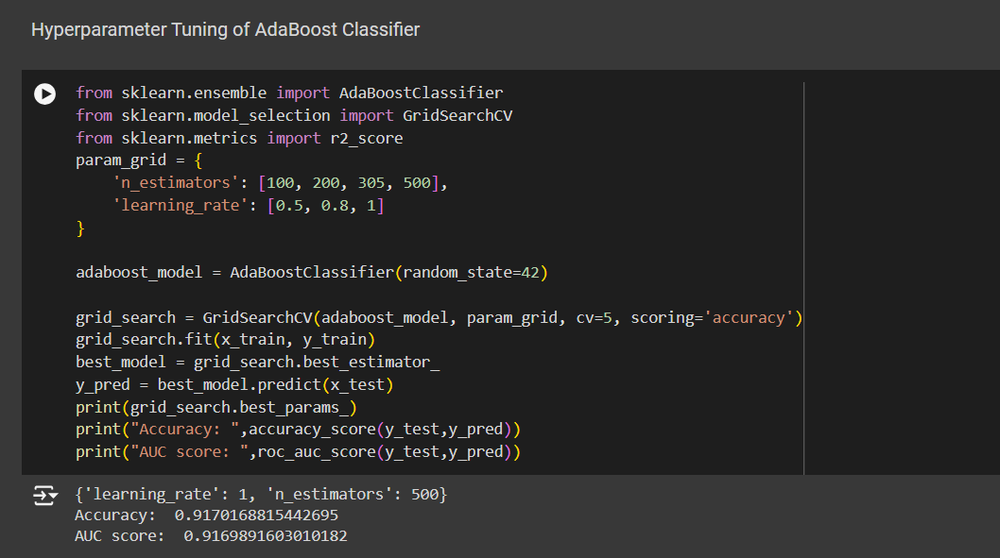 Hyperparameter Tuning of AdaBoost Classifier
from sklearn.ensemble import AdaBoostClassifier
from sklearn.model_selection import GridSearchCV
from sklearn.metrics import r2_score
param_grid = {
    'n_estimators': [100, 200, 305, 500],
    'learning_rate': [0.5, 0.8, 1]
}
adaboost_model = AdaBoostClassifier(random_state=42)
grid_search = GridSearchCV(adaboost_model, param_grid, cv=5, scoring='accuracy')
grid_search.fit(x_train, y_train)
best_model = grid_search.best_estimator_
y_pred = best_model.predict(x_test)
print(grid_search.best_params_)
print("Accuracy: ",accuracy_score(y_test,y_pred))
print("AUC score: ",roc_auc_score(y_test,y_pred))
{'learning_rate': 1, 'n_estimators': 500}
Accuracy:  0.9170168815442695
AUC score:  0.9169891603010182